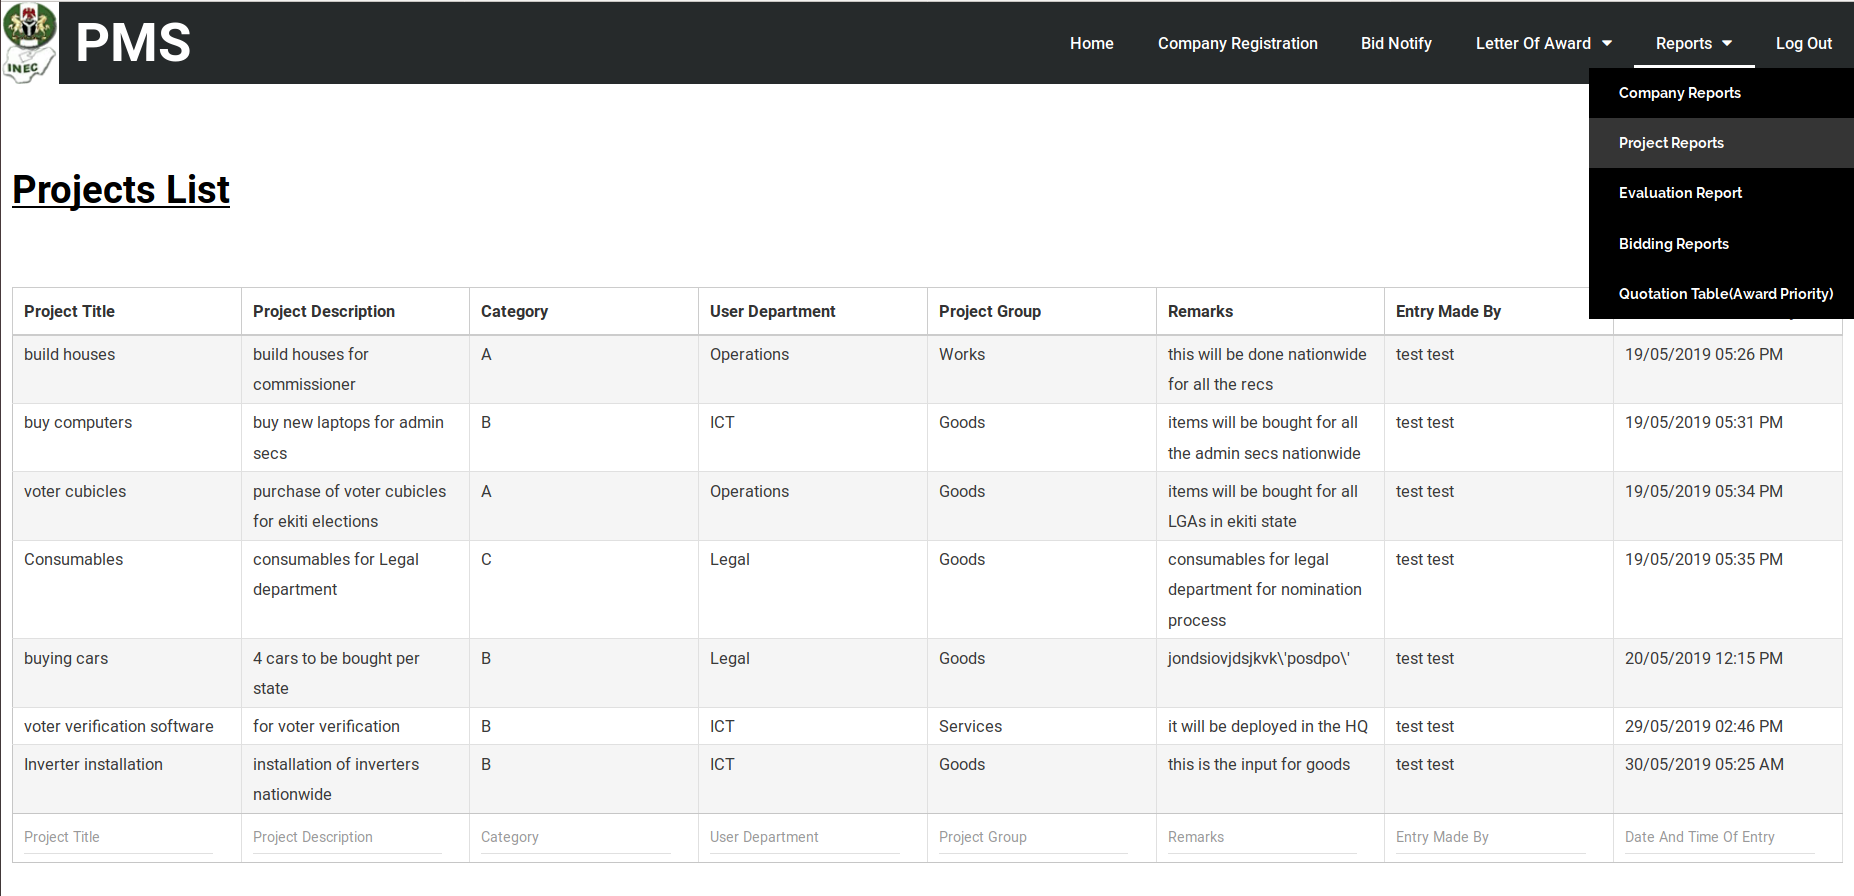 INEC
PMS
Home Company Registration Bid Notify Letter Of Award Reports Log Out
Company Reports
Project Reports
Evaluation Report
Bidding Reports
Quotation Table(Award Priority)
Projects List
Project Title Project Description Category User Department Project Group Remarks Entry Made By
build houses build houses for A Operations Works this will be done nationwide test test 19/05/2019 05:26 PM
commissioner for all the recs
buy computers buy new laptops for admin B ICT Goods items will be bought for all test test 19/05/2019 05:31 PM
secs the admin secs nationwide
voter cubicles purchase of voter cubicles A Operations Goods items will be bought for all test test 19/05/2019 05:34 PM
for ekiti elections LGAs in ekiti state
Consumables consumables for Legal C Legal Goods consumables for legal test test 19/05/2019 05:35 PM
department department for nomination
process
buying cars 4 cars to be bought per B Legal Goods jondsiovjdsjkvk\'posdpo\' test test 20/05/2019 12:15 PM
state
voter verification software for voter verification B ICT Services it will be deployed in the HQ test test 29/05/2019 02:46 PM
Inverter installation installation of inverters B ICT Goods this is the input for goods test test 30/05/2019 05:25 AM
nationwide
Project Title Project Description Category User Department Project Group Remarks Entry Made By Date And Time Of Entry